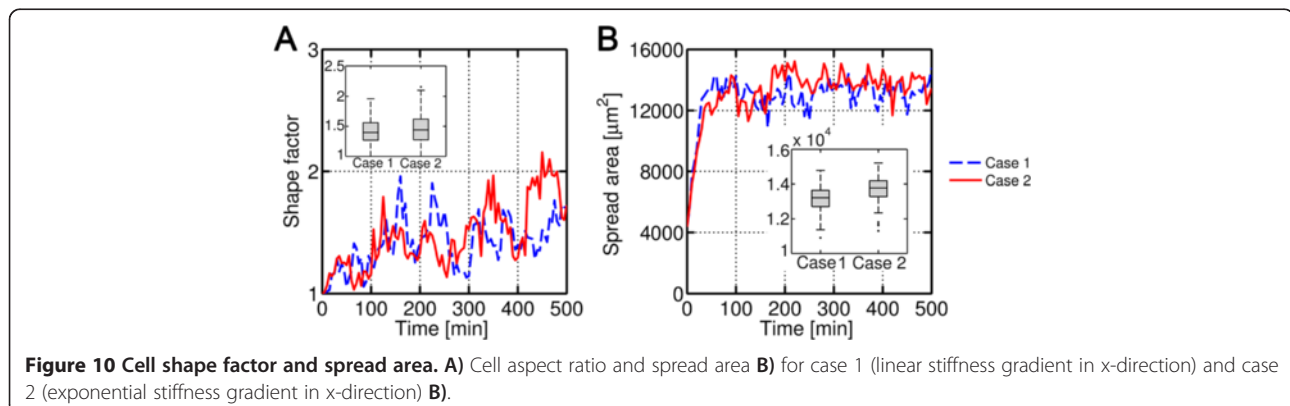 A
B
3
2
1
Shape factor
2.5
2
1.5
1
Case 1 Case 2
0 100 200 300 400 500
Time [min]
16000
12000
8000
4000
0
Spread area [µm²]
x 10⁴
1.6
1.4
1.2
1
Case 1 Case 2
0 100 200 300 400 500
Time [min]
Case 1
Case 2
Figure 10 Cell shape factor and spread area. A) Cell aspect ratio and spread area B) for case 1 (linear stiffness gradient in x-direction) and case
2 (exponential stiffness gradient in x-direction) B).